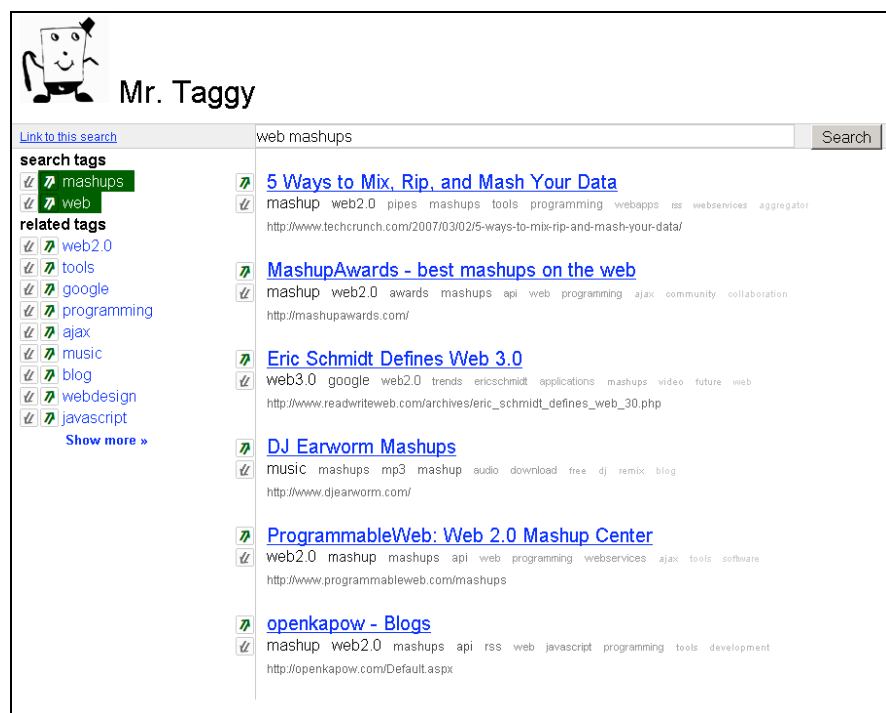 Mr. Taggy
Link to this search
web mashups
Search
search tags
mashups
web
related tags
web2.0
tools
google
programming
ajax
music
blog
webdesign
javascript
Show more »
5 Ways to Mix, Rip, and Mash Your Data
mashup web2.0 pipes mashups tools programming webapps rss webservices aggregator
http://www.techcrunch.com/2007/03/02/5-ways-to-mix-rip-and-mash-your-data/
MashupAwards - best mashups on the web
mashup web2.0 awards mashups api web programming ajax community collaboration
http://mashupawards.com/
Eric Schmidt Defines Web 3.0
web3.0 google web2.0 trends ericschmidt applications mashups video future web
http://www.readwriteweb.com/archives/eric_schmidt_defines_web_30.php
DJ Earworm Mashups
music mashups mp3 mashup audio download free dj remix blog
http://www.djearworm.com/
ProgrammableWeb: Web 2.0 Mashup Center
web2.0 mashup mashups api web programming webservices ajax tools software
http://www.programmableweb.com/mashups
openkapow - Blogs
mashup web2.0 mashups api rss web javascript programming tools development
http://openkapow.com/Default.aspx